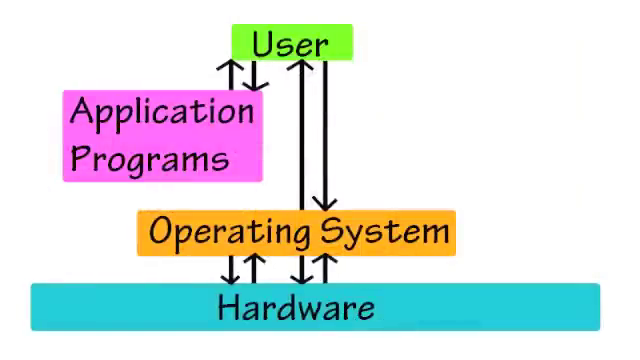 User
Application
Programs
Operating System
Hardware